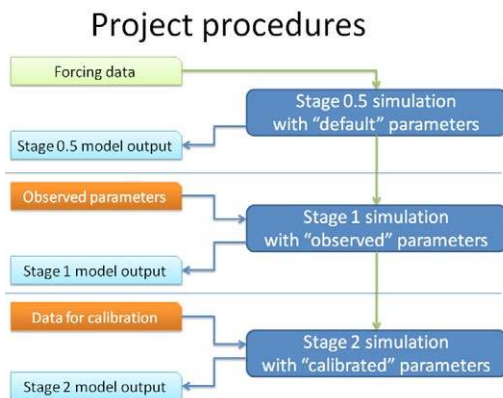 Project procedures
Forcing data
Stage 0.5 simulation
with “default” parameters
Stage 0.5 model output
Observed parameters
Stage 1 simulation
with “observed” parameters
Stage 1 model output
Data for calibration
Stage 2 simulation
with “calibrated” parameters
Stage 2 model output